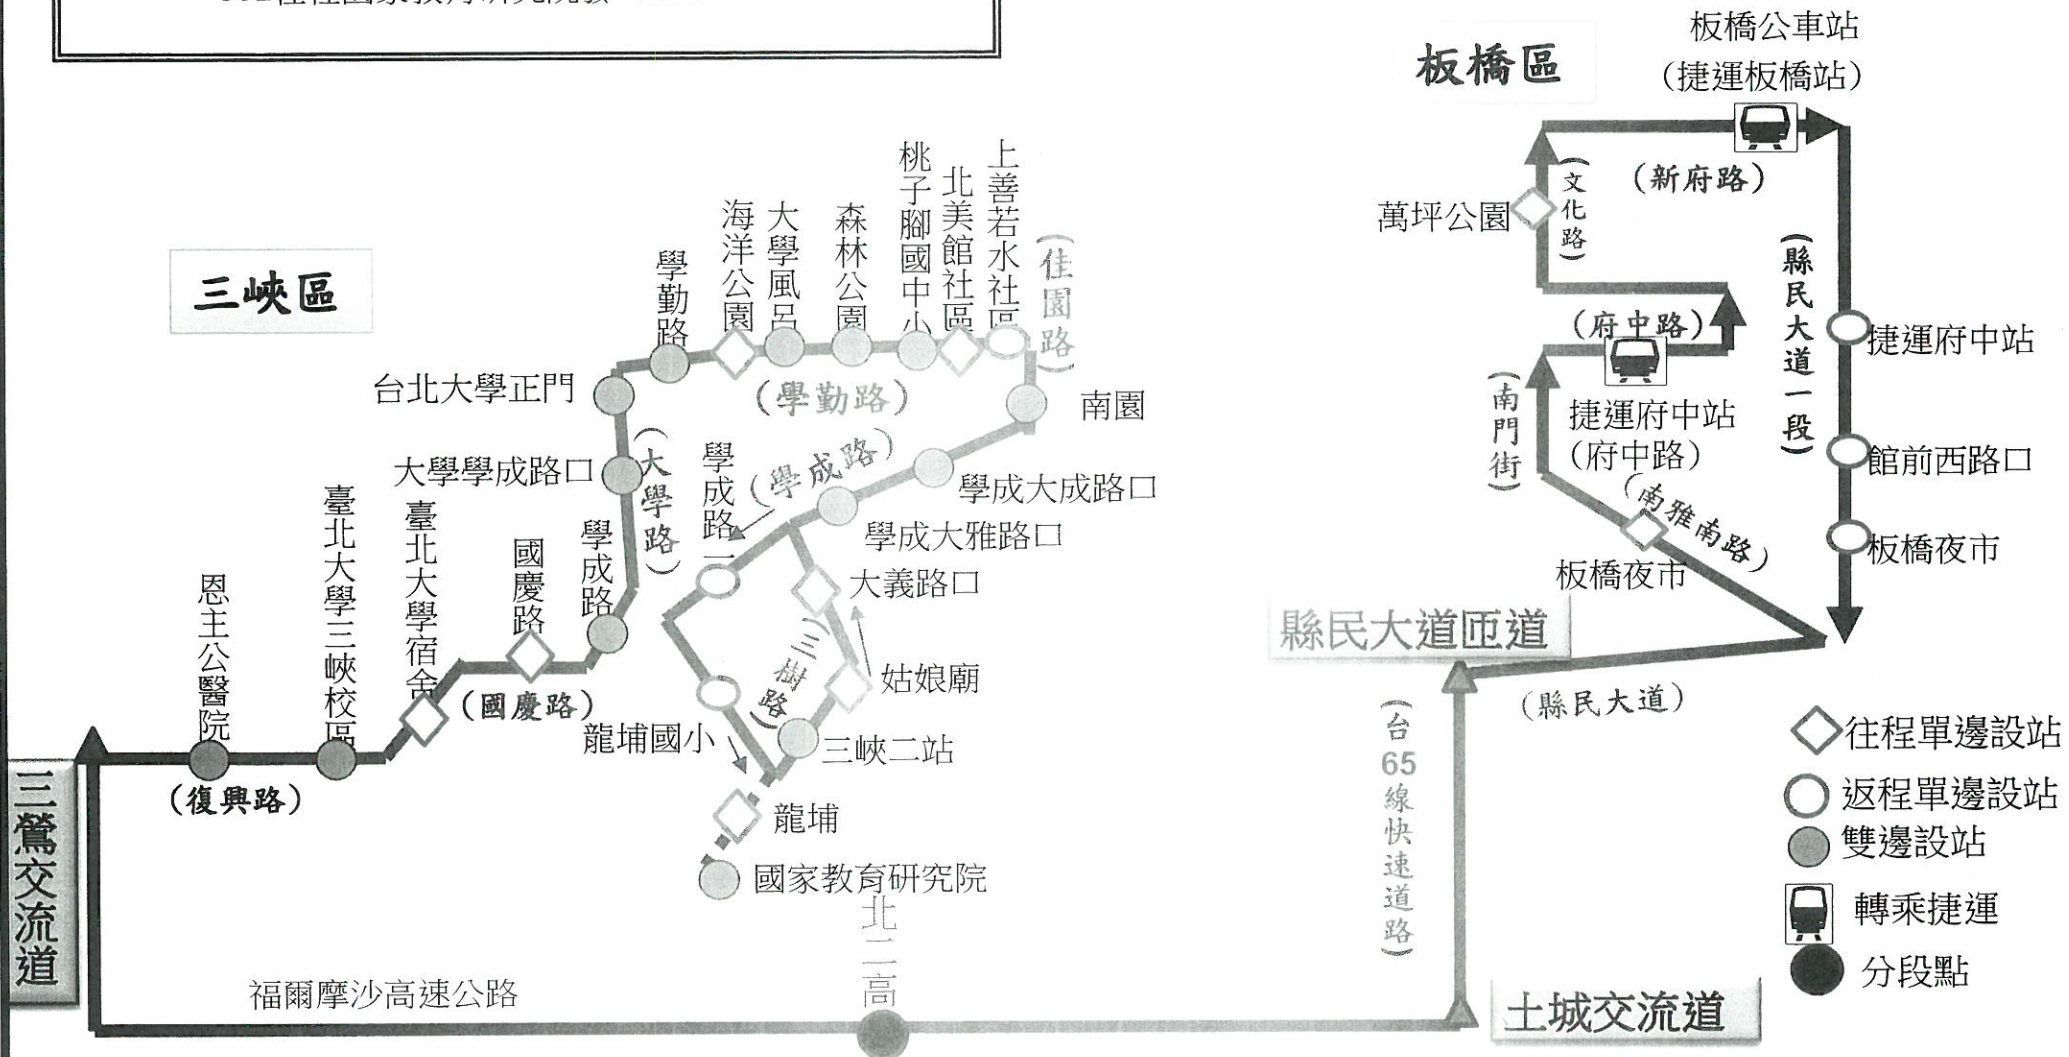 板橋區
板橋公車站
(捷運板橋站)
(文化路)
(新府路)
萬坪公園
(縣民大道一段)
(府中路)
捷運府中站
捷運府中站
(府中路)
(南門街)
館前西路口
(南雅南路)
板橋夜市
板橋夜市
縣民大道匝道
(縣民大道)
(台65線快速道路)
土城交流道
三峽區
學勤路
海洋公園
大學風呂
森林公園
桃子腳國中小
北美館社區
上善若水社區
(佳園路)
台北大學正門
(學勤路)
南園
大學學成路口
(大學路)
學成路一
(學成路)
學成大成路口
學成大雅路口
大義路口
(三樹路)
姑娘廟
龍埔國小
三峽二站
龍埔
國家教育研究院
恩主公醫院
臺北大學三峽校區
臺北大學宿舍
國慶路
學成路
(國慶路)
(復興路)
三鶯交流道
福爾摩沙高速公路
北二高
往程單邊設站
返程單邊設站
雙邊設站
轉乘捷運
分段點